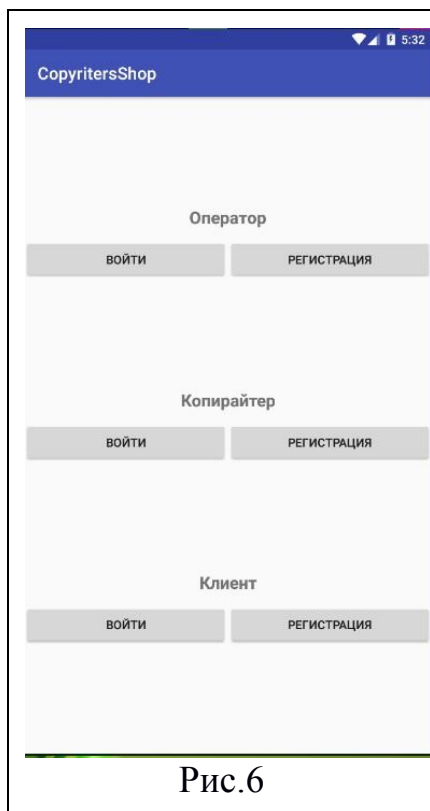 5:32
CopyritersShop
Оператор
ВОЙТИ РЕГИСТРАЦИЯ
Копирайтер
ВОЙТИ РЕГИСТРАЦИЯ
Клиент
ВОЙТИ РЕГИСТРАЦИЯ
Рис.6